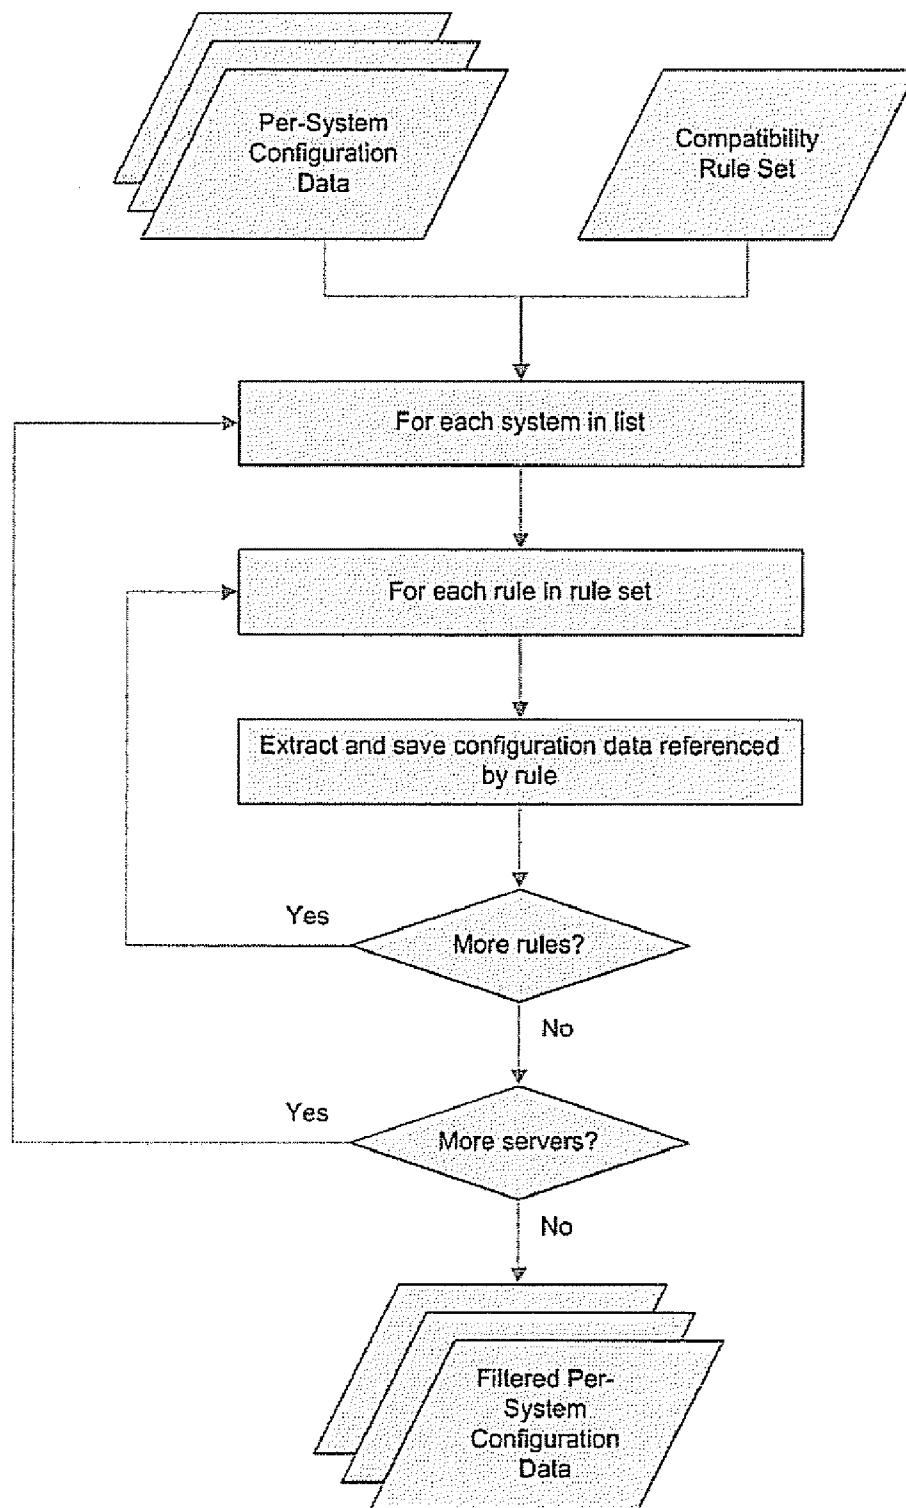 Per-System
Configuration
Data
Compatibility
Rule Set
For each system in list
For each rule in rule set
Extract and save configuration data referenced
by rule
Yes
More rules?
No
Yes
More servers?
No
Filtered Per-
System
Configuration
Data